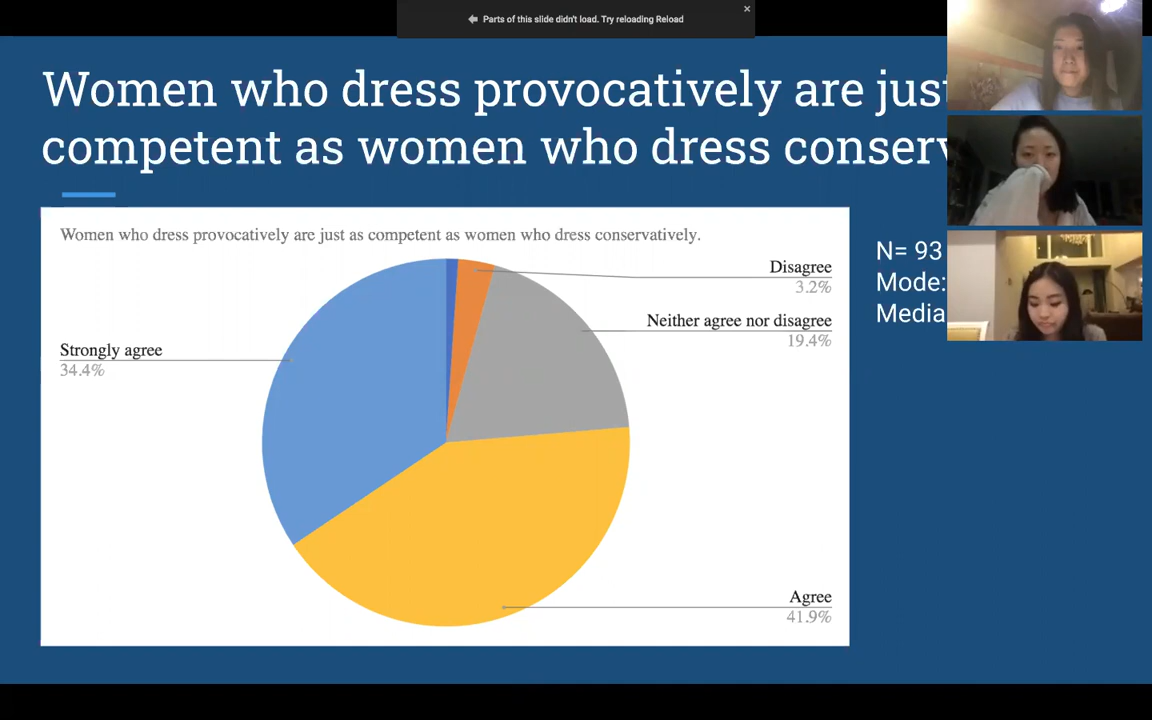 Parts of this slide didn't load. Try reloading Reload
Women who dress provocatively are just
competent as women who dress
Women who dress provocatively are just as competent as women who dress conservatively.
Disagree
3.2%
Neither agree nor disagree
19.4%
Strongly agree
34.4%
Agree
41.9%
N= 93
Mode: